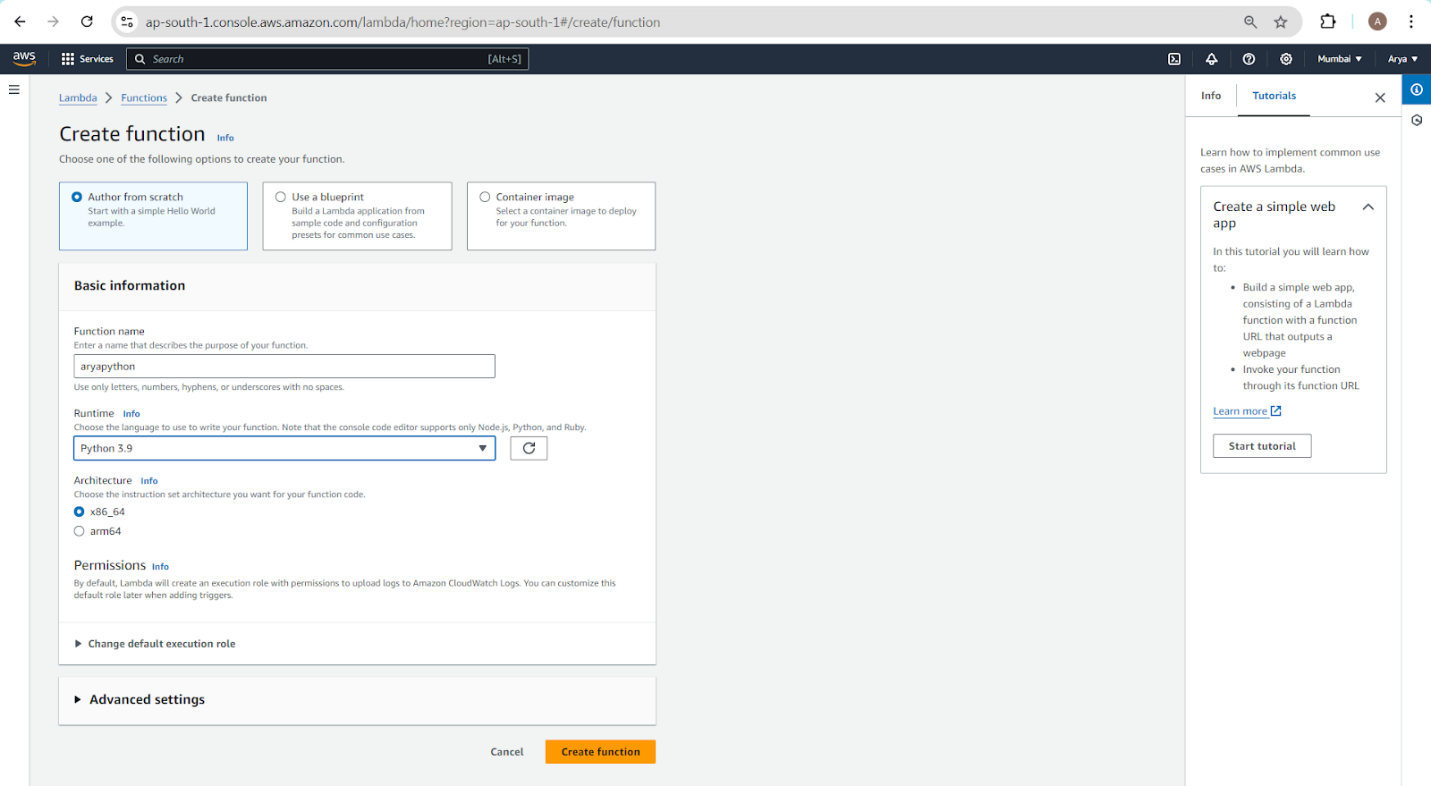 ap-south-1.console.aws.amazon.com/lambda/home?region=ap-south-1#/create/function
A
aws
Services
Search
[Alt+S]
Mumbai ▼
Arya ▼
Lambda > Functions > Create function
Create function Info
Choose one of the following options to create your function.
Author from scratch
Start with a simple Hello World
example.
Use a blueprint
Build a Lambda application from
sample code and configuration
presets for common use cases.
Container image
Select a container image to deploy
for your function.
Basic information
Function name
Enter a name that describes the purpose of your function.
aryapython
Use only letters, numbers, hyphens, or underscores with no spaces.
Runtime Info
Choose the language to use to write your function. Note that the console code editor supports only Node.js, Python, and Ruby.
Python 3.9
Architecture Info
Choose the instruction set architecture you want for your function code.
x86_64
arm64
Permissions Info
By default, Lambda will create an execution role with permissions to upload logs to Amazon CloudWatch Logs. You can customize this
default role later when adding triggers.
Change default execution role
Advanced settings
Cancel
Create function
Info
Tutorials
Learn how to implement common use
cases in AWS Lambda.
Create a simple web
app
In this tutorial you will learn how
to:
• Build a simple web app,
consisting of a Lambda
function with a function
URL that outputs a
webpage
• Invoke your function
through its function URL
Learn more
Start tutorial